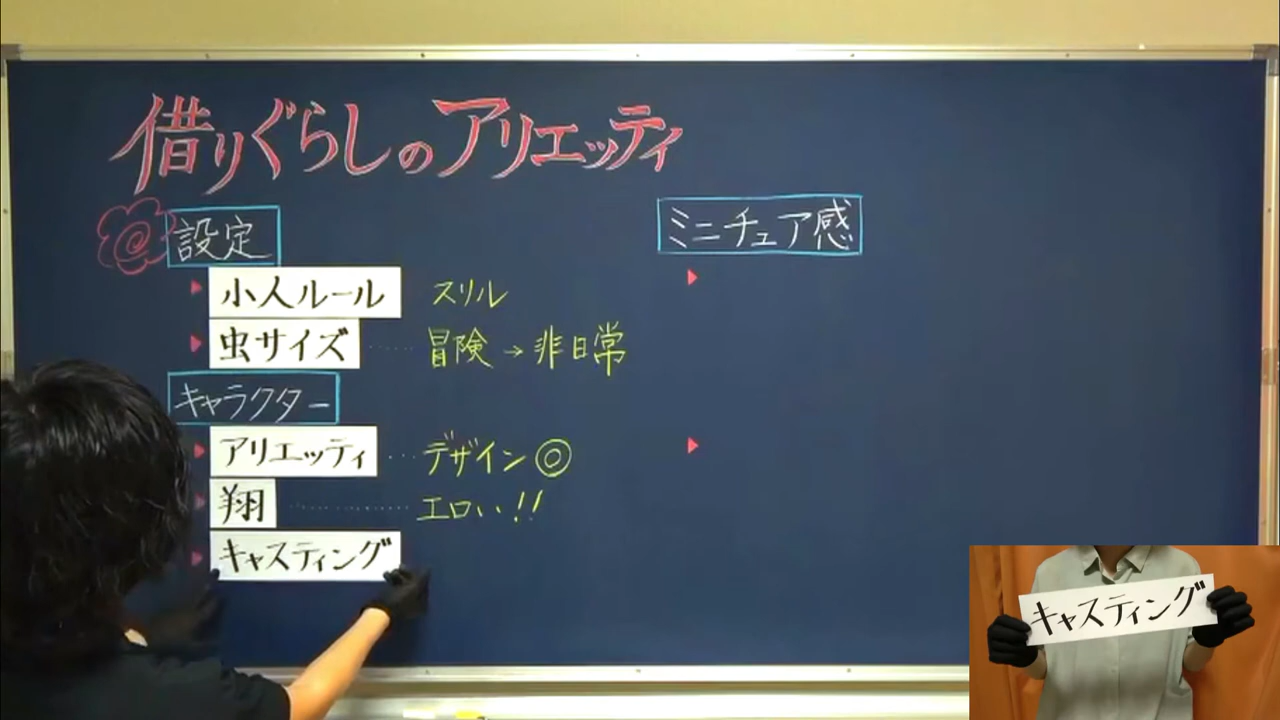 借りぐらしのアリエッティ
設定
小人ルール スリル
虫サイズ 冒険→非日常
キャラクター
アリエッティ デザイン◎
翔 エロい!!
キャスティング
ミニチュア感
キャスティング